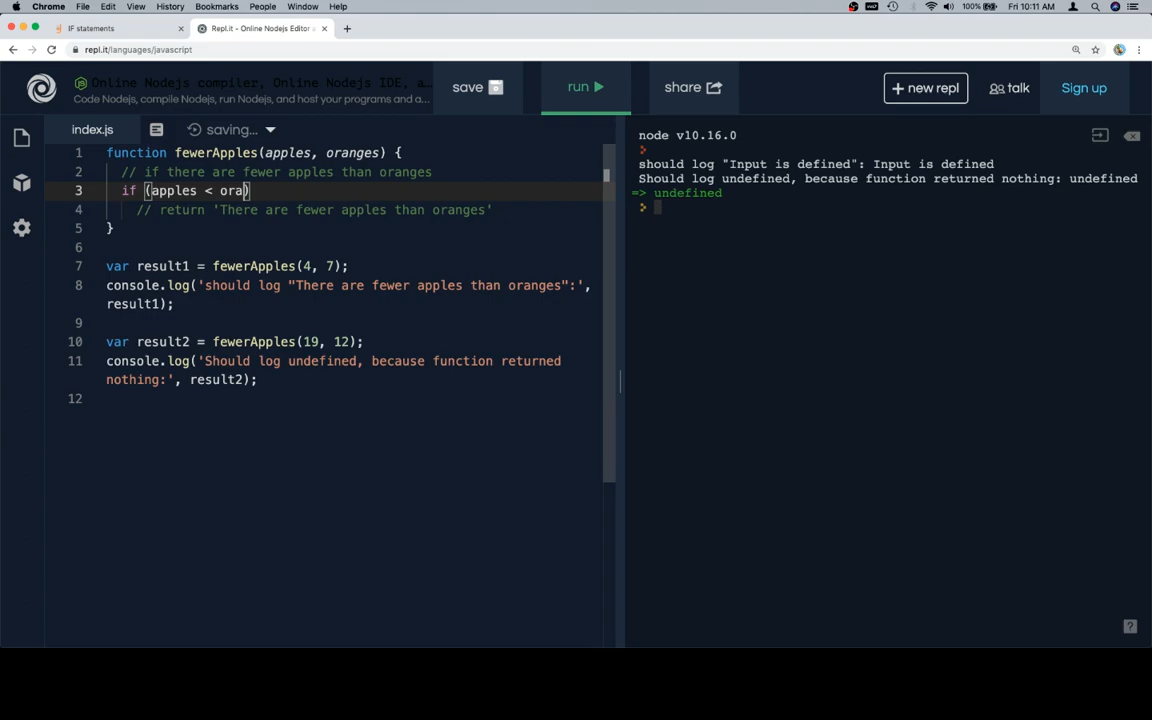 Chrome File Edit View History Bookmarks People Window Help 100% Fri 10:11 AM
IF statements
Repl.it - Online Nodejs Editor a
repl.it/languages/javascript
Online Nodejs compiler, Online Nodejs IDE, a…
Code Nodejs, compile Nodejs, run Nodejs, and host your programs and a…
save
run
share
+ new repl
talk
Sign up
index.js
saving...
1 function fewerApples(apples, oranges) {
2 // if there are fewer apples than oranges
3 if (apples < ora)
4 // return 'There are fewer apples than oranges'
5 }
6
7 var result1 = fewerApples(4, 7);
8 console.log('should log "There are fewer apples than oranges":',
result1);
9
10 var result2 = fewerApples(19, 12);
11 console.log('Should log undefined, because function returned
nothing:', result2);
12
node v10.16.0
should log "Input is defined": Input is defined
Should log undefined, because function returned nothing: undefined
=> undefined
?